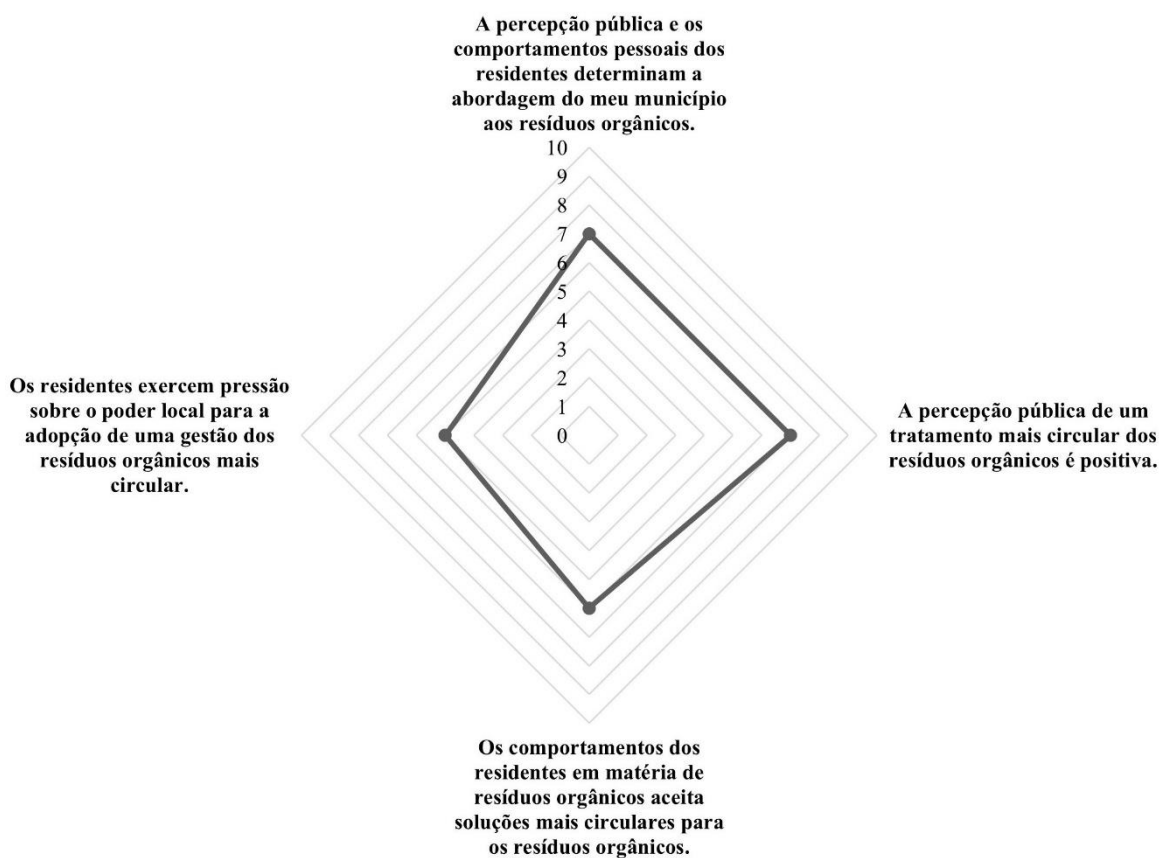 A percepção pública e os
comportamentos pessoais dos
residentes determinam a
abordagem do meu município
aos resíduos orgânicos.
10
9
8
7
6
5
4
3
2
1
0
Os residentes exercem pressão
sobre o poder local para a
adopção de uma gestão dos
resíduos orgânicos mais
circular.
A percepção pública de um
tratamento mais circular dos
resíduos orgânicos é positiva.
Os comportamentos dos
residentes em matéria de
resíduos orgânicos aceita
soluções mais circulares para
os resíduos orgânicos.